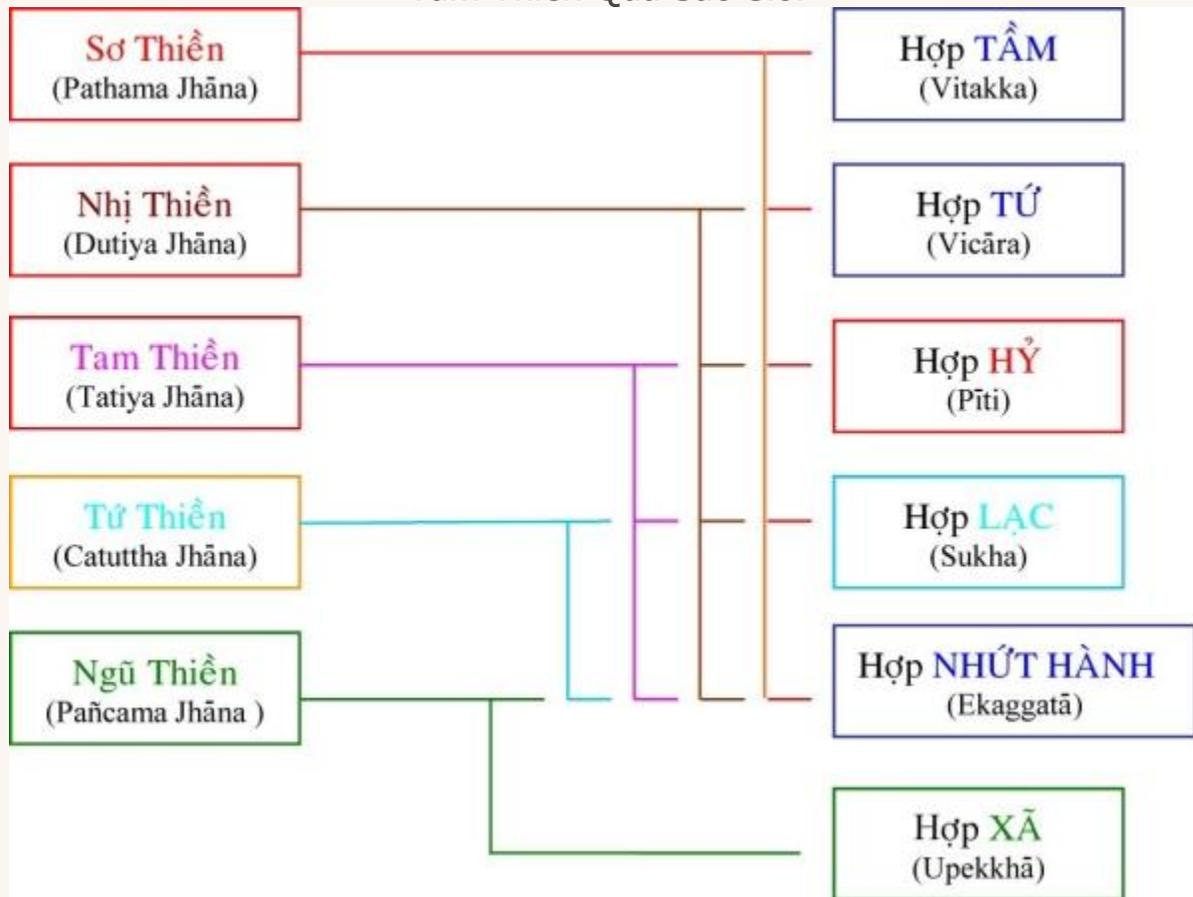 Sơ Thiền
(Pathama Jhāna)
Nhị Thiền
(Dutiya Jhāna)
Tam Thiền
(Tatiya Jhāna)
Tứ Thiền
(Catuttha Jhāna)
Ngũ Thiền
(Pañcama Jhāna )
Hợp TẦM
(Vitakka)
Hợp TỨ
(Vicāra)
Hợp HỶ
(Pīti)
Hợp LẠC
(Sukha)
Hợp NHỨT HÀNH
(Ekaggatā)
Hợp XÃ
(Upekkhā)